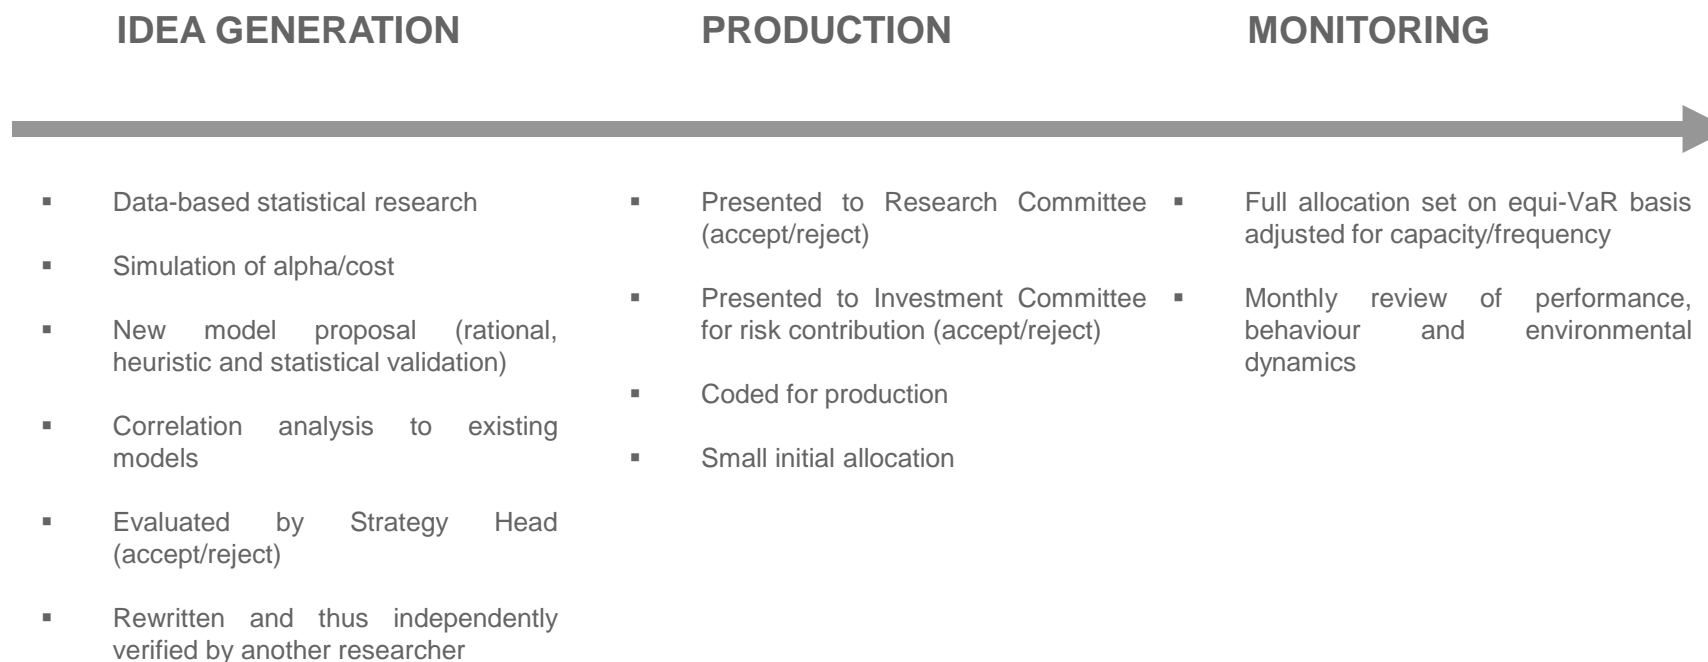 IDEA GENERATION
PRODUCTION
MONITORING
▪ Data-based statistical research
▪ Simulation of alpha/cost
▪ New model proposal (rational,
heuristic and statistical validation)
▪ Correlation analysis to existing
models
▪ Evaluated by Strategy Head
(accept/reject)
▪ Rewritten and thus independently
verified by another researcher
▪ Presented to Research Committee
(accept/reject)
▪ Presented to Investment Committee
for risk contribution (accept/reject)
▪ Coded for production
▪ Small initial allocation
▪ Full allocation set on equi-VaR basis
adjusted for capacity/frequency
▪ Monthly review of performance,
behaviour and environmental
dynamics